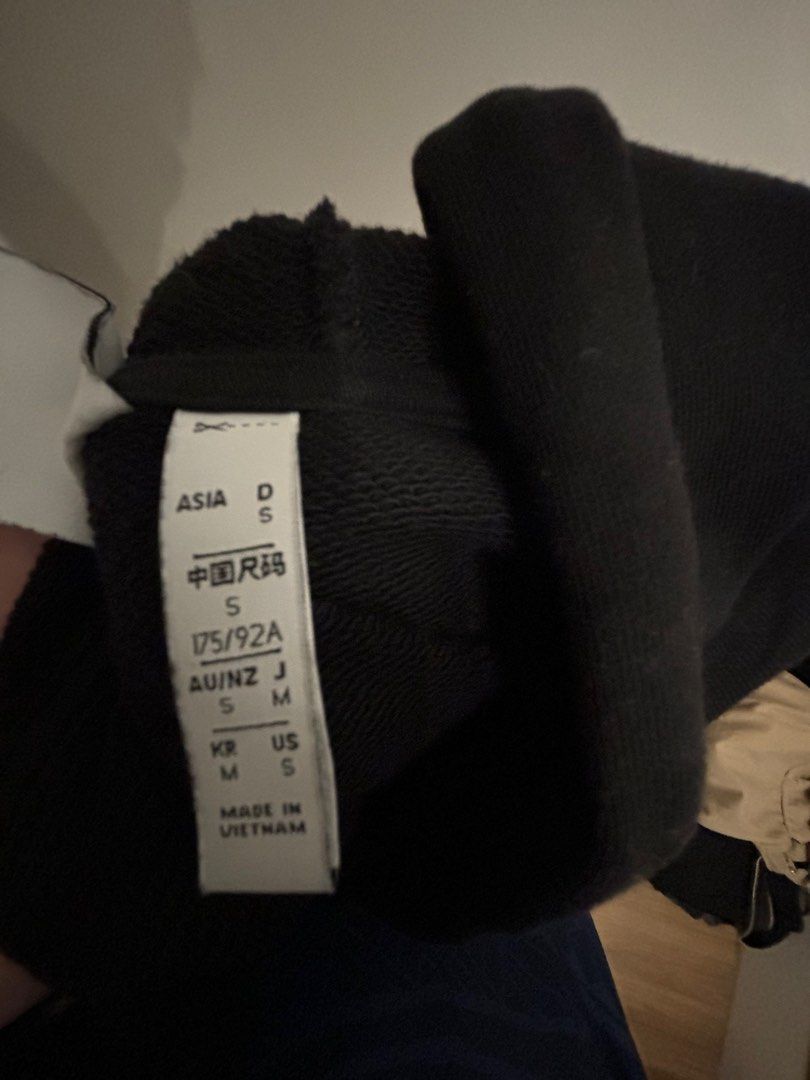 ASIA D
S
中国尺码
S
175/92A
AU/NZ J
S M
KR US
M S
MADE IN
VIETNAM